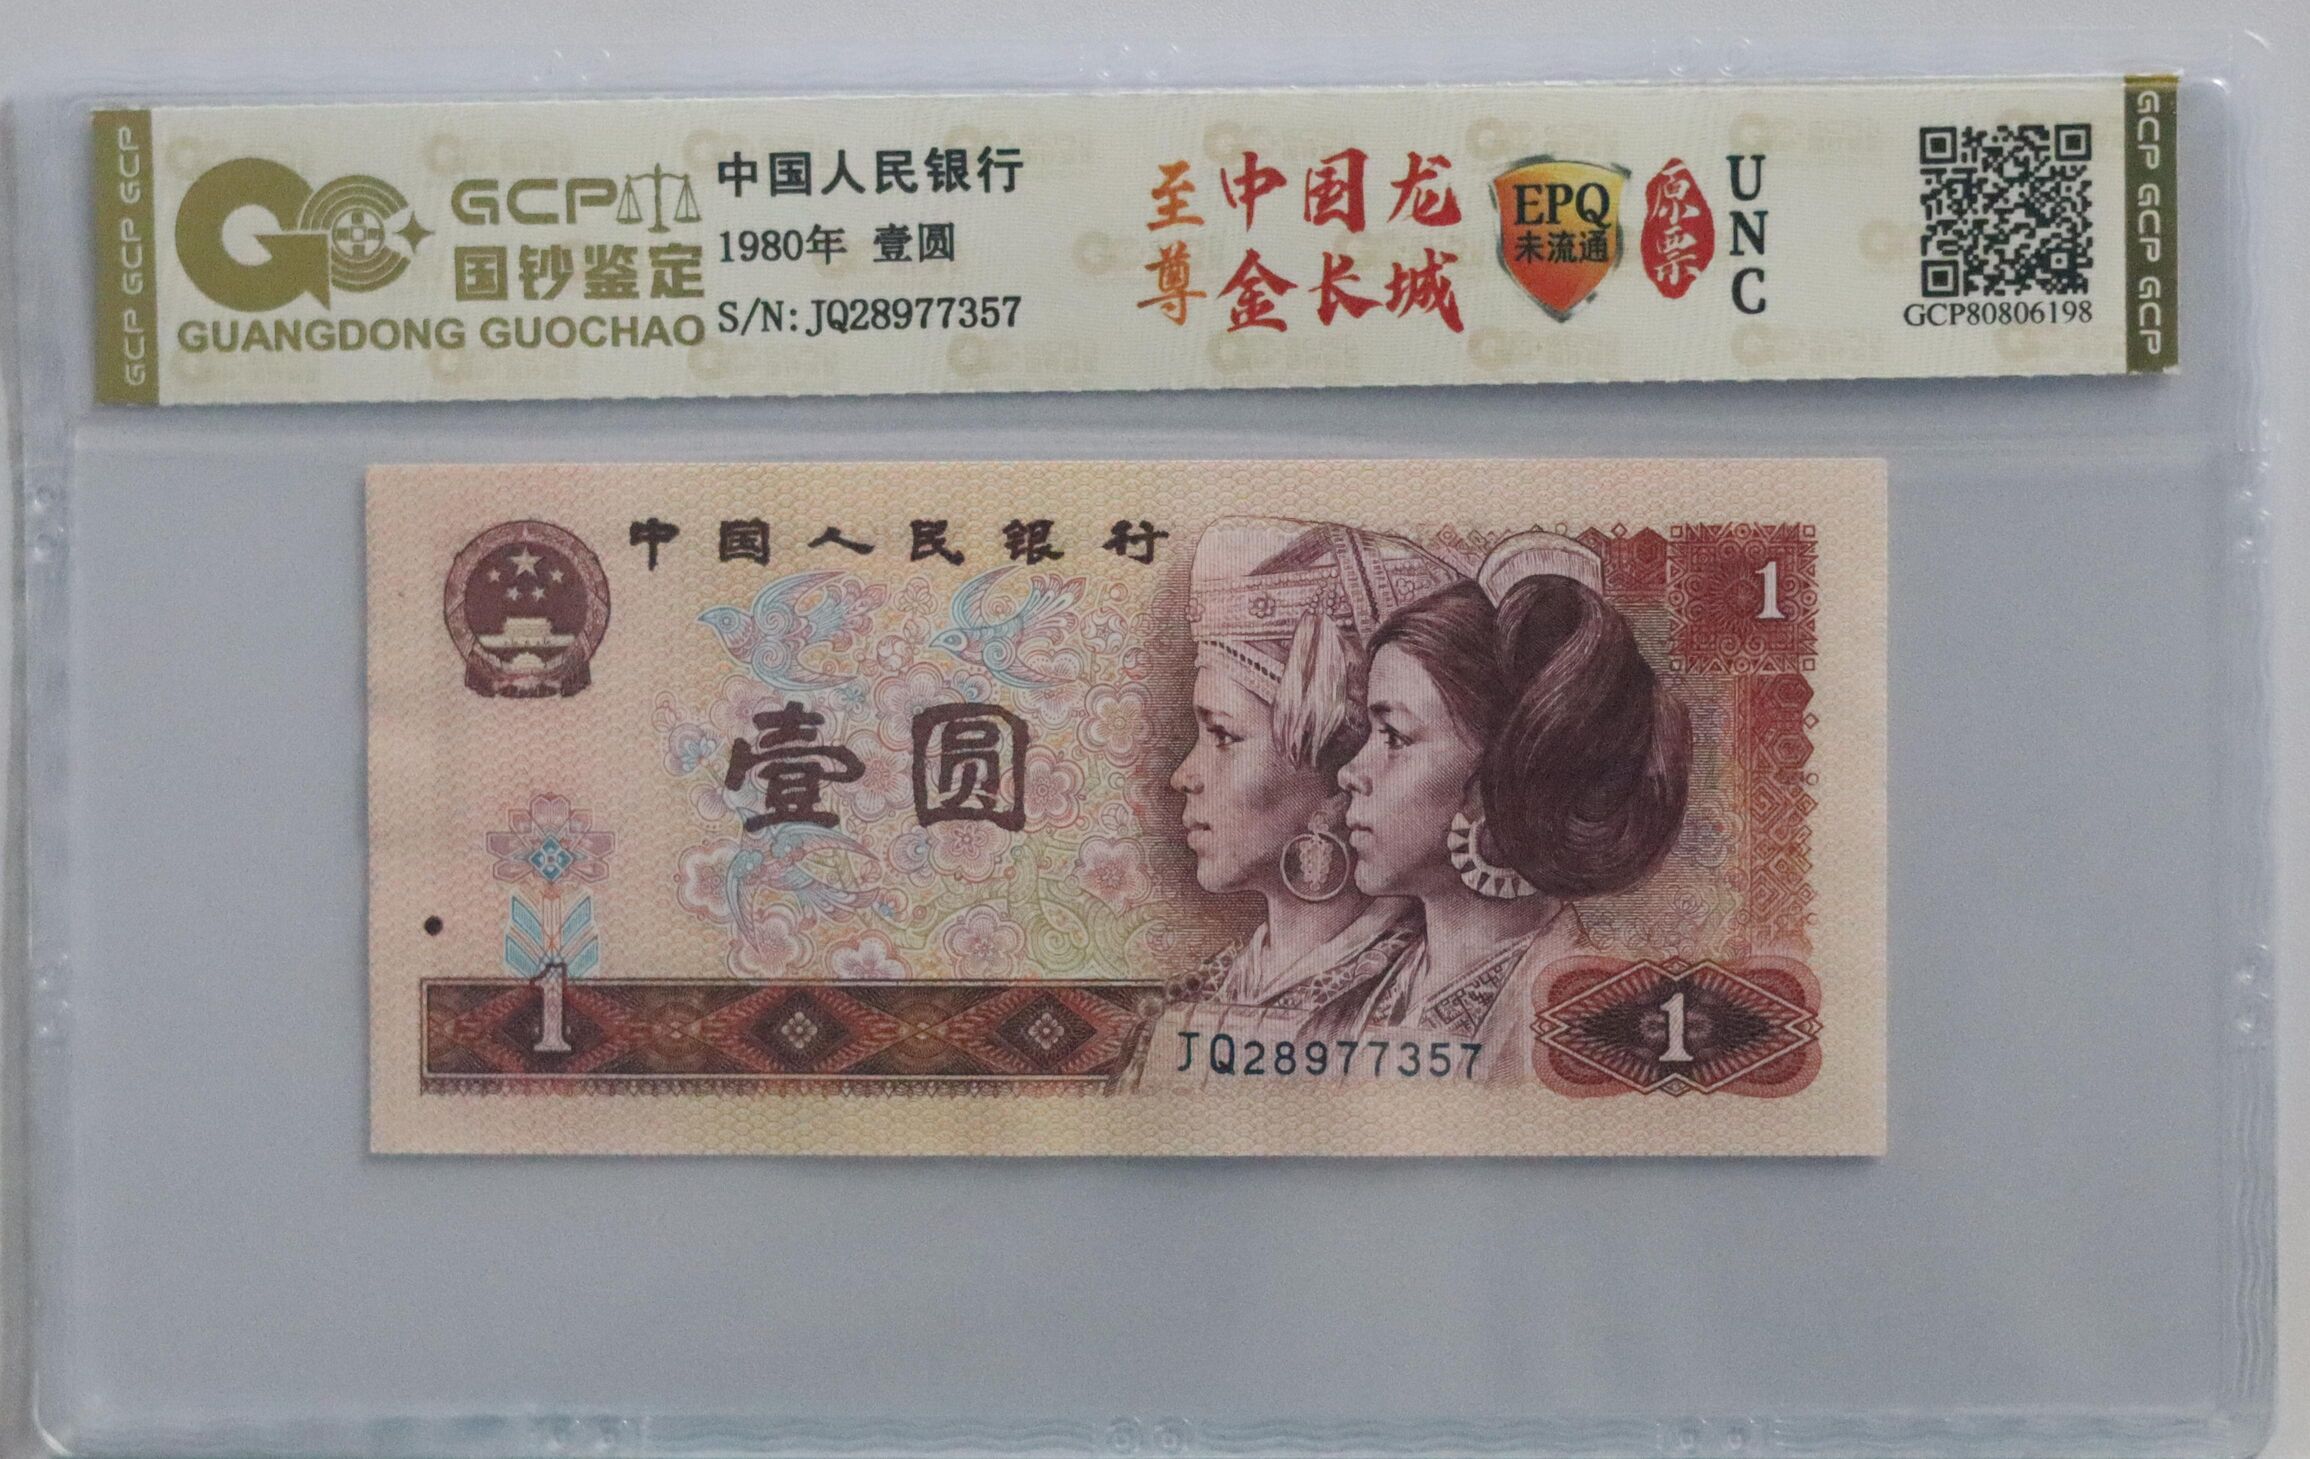 GCP GCP GCP
GCP
国钞鉴定
GUANGDONG GUOCHAO
中国人民银行
1980年 壹圆
S/N: JQ28977357
至尊
中国龙
金长城
EPQ
未流通
原票
UNC
GCP80806198
GCP GCP GCP
中国人民银行
1
壹圆
1
JQ28977357
1